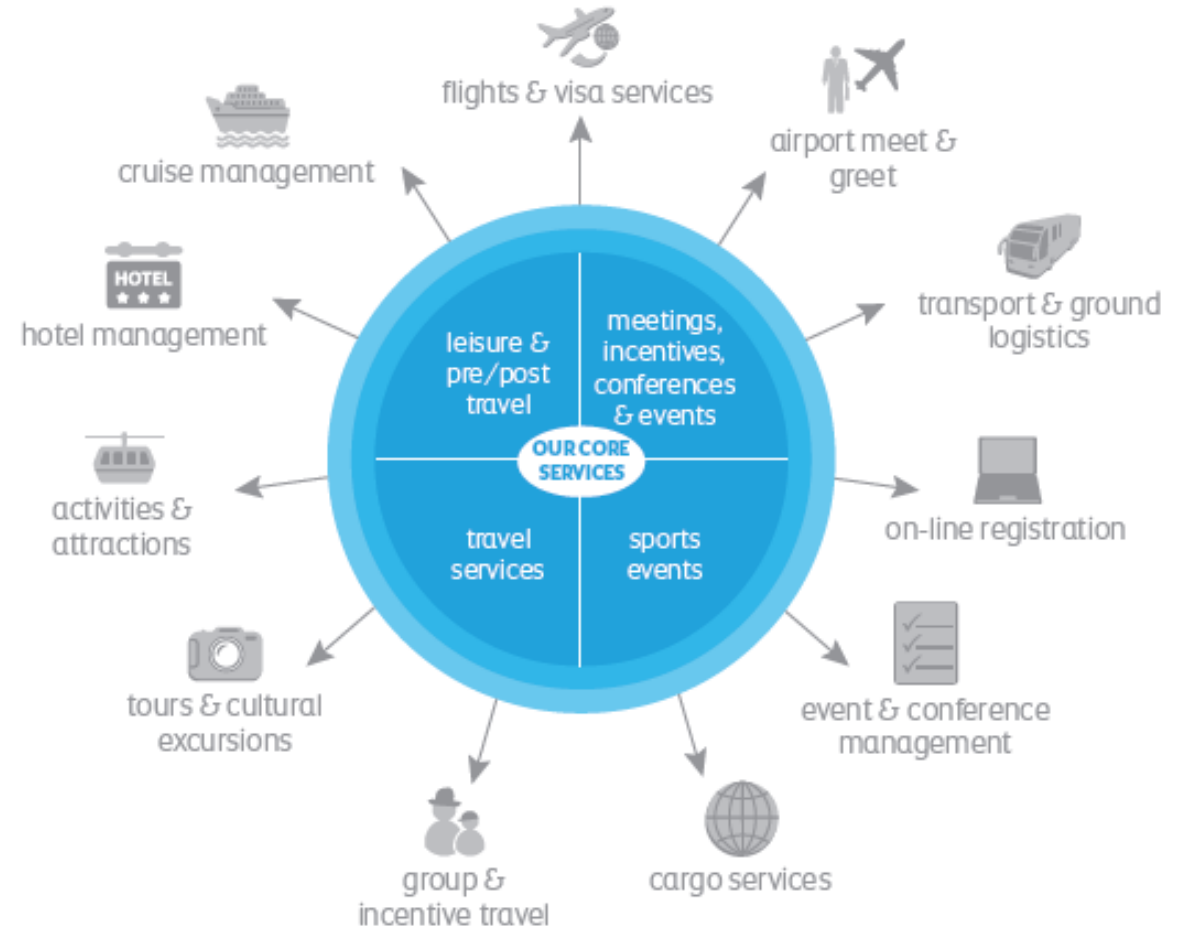 flights & visa services
airport meet &
greet
transport & ground
logistics
on-line registration
event & conference
management
cargo services
group &
incentive travel
tours & cultural
excursions
activities &
attractions
HOTEL
hotel management
cruise management
leisure &
pre/post
travel
meetings,
incentives,
conferences
& events
OUR CORE
SERVICES
travel
services
sports
events